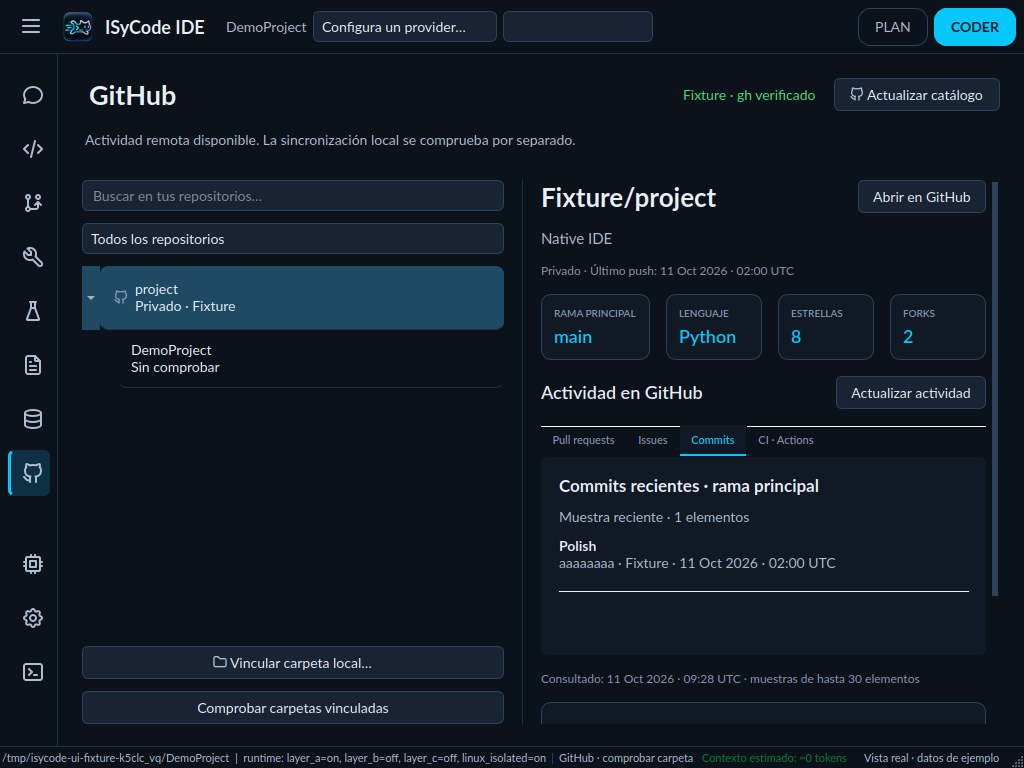 ISyCode IDE
DemoProject
Configura un provider...
PLAN
CODER
GitHub
Fixture · gh verificado
Actualizar catálogo
Actividad remota disponible. La sincronización local se comprueba por separado.
Buscar en tus repositorios...
Todos los repositorios
project
Privado · Fixture
DemoProject
Sin comprobar
Vincular carpeta local...
Comprobar carpetas vinculadas
Fixture/project
Abrir en GitHub
Native IDE
Privado · Último push: 11 Oct 2026 · 02:00 UTC
RAMA PRINCIPAL
main
LENGUAJE
Python
ESTRELLAS
8
FORKS
2
Actividad en GitHub
Actualizar actividad
Pull requests
Issues
Commits
CI · Actions
Commits recientes · rama principal
Muestra reciente · 1 elementos
Polish
aaaaaaaa · Fixture · 11 Oct 2026 · 02:00 UTC
Consultado: 11 Oct 2026 · 09:28 UTC · muestras de hasta 30 elementos
/tmp/isycode-ui-fixture-k5clc_vq/DemoProject | runtime: layer_a=on, layer_b=off, layer_c=off, linux_isolated=on | GitHub · comprobar carpeta Contexto estimado: ~0 tokens Vista real · datos de ejemplo